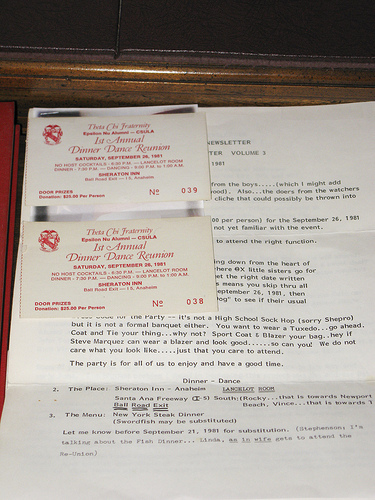 Theta Chi Fraternity
Epsilon Nu Alumni — CSULA
1st Annual
Dinner Dance Reunion
SATURDAY, SEPTEMBER 26, 1981
NO HOST COCKTAILS - 6:30 P.M. — LANCELOT ROOM
DINNER - 7:30 P.M. — DANCING - 9:00 P.M. to 1:00 A.M.
SHERATON INN
Ball Road Exit — I 5, Anaheim
DOOR PRIZES
Donation: $25.00 Per Person
No 039
Theta Chi Fraternity
Epsilon Nu Alumni — CSULA
1st Annual
Dinner Dance Reunion
SATURDAY, SEPTEMBER 26, 1981
NO HOST COCKTAILS - 6:30 P.M. — LANCELOT ROOM
DINNER - 7:30 P.M. — DANCING - 9:00 P.M. to 1:00 A.M.
SHERATON INN
Ball Road Exit — I 5, Anaheim
DOOR PRIZES
Donation: $25.00 Per Person
No 038
NEWSLETTER
TER VOLUME 3
1981
from the boys.....(which I might add
mood). Also...the doers from the watchers
cliche that could possibly be thrown into
00 per person) for the September 26, 1981
not yet familiar with the event.
to attend the right function.
ing down from the heart of
here ΘX little sisters go for
et the right date written
s means you skip thru all
eptember 26, 1981, then
bag" to see if their usual
Code for the Party -- it's not a High School Sock Hop (sorry Shepro)
but it is not a formal banquet either. You want to wear a Tuxedo...go ahead.
Coat and Tie your thing...why not? Sport Coat & Blazer your bag..hey if
Steve Marquez can wear a blazer and look good......so can you! We do not
care what you look like.....just that you care to attend.
The party is for all of us to enjoy and have a good time.
Dinner - Dance
2. The Place: Sheraton Inn - Anaheim LANCELOT ROOM
Santa Ana Freeway (I-5) South (Rocky...that is towards Newport
Ball Road Exit Beach, Vince...that is towards
3. The Menu: New York Steak Dinner
(Swordfish may be substituted)
Let me know before September 21, 1981 for substitution. (Stephenson; I'm
talking about the Fish Dinner... Linda, as in wife gets to attend the
Re-Union)